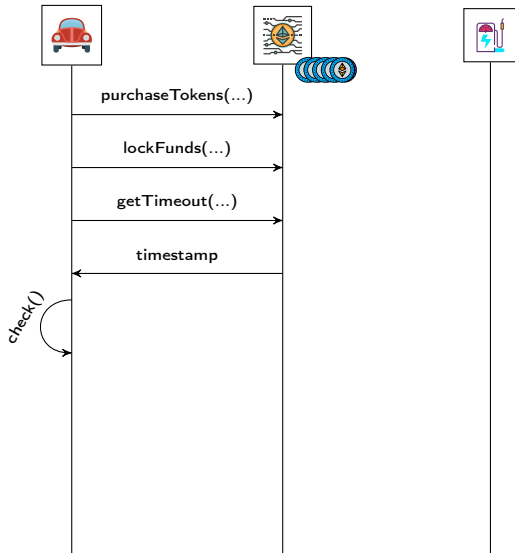 purchaseTokens(...)
lockFunds(...)
getTimeout(...)
timestamp
check()